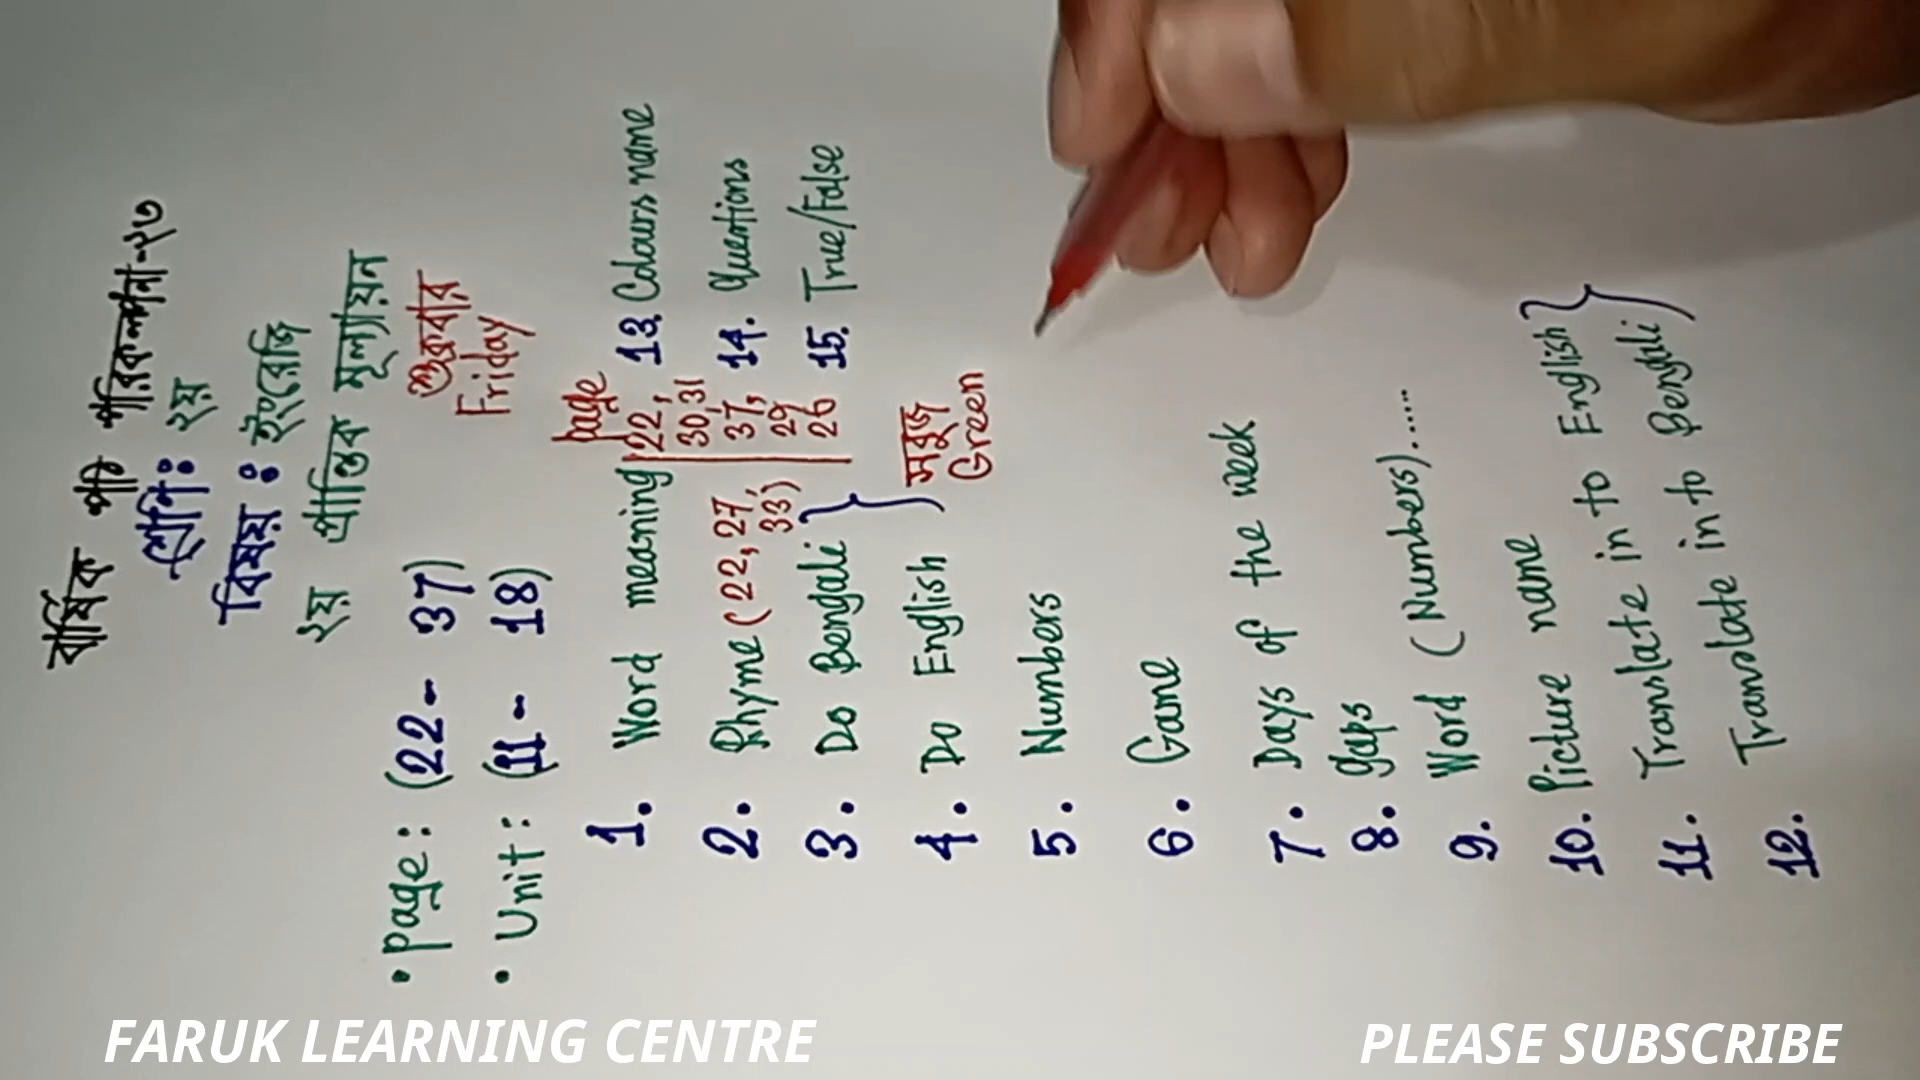 বার্ষিক পাঠ পরিকল্পনা-২৩
শ্রেণি: ২য়
বিষয়: ইংরেজি
২য় প্রান্তিক মূল্যায়ন
• Page: (22- 37)
শুক্রবার
• Unit: (11- 18)
Friday
page
1. Word meaning 22,
30,31
37,
29
26
2. Rhyme (22, 27,
33)
3. Do Bengali
4. Do English
সবুজ
Green
5. Numbers
6. Game
7. Days of the week
8. Gaps
9. Word (Numbers)......
10. Picture name
11. Translate in to English
12. Translate in to Bengali
13. Colours name
14. Questions
15. True/False
FARUK LEARNING CENTRE
PLEASE SUBSCRIBE